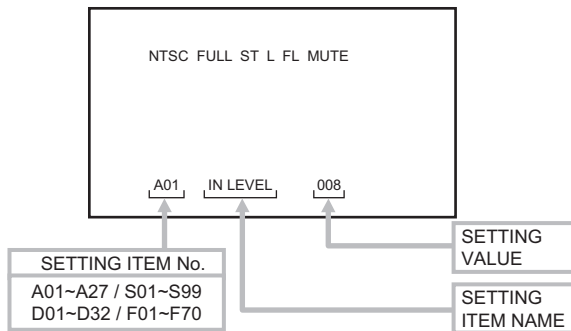 NTSC FULL ST L FL MUTE
A01 IN LEVEL 008
SETTING ITEM No.
A01~A27 / S01~S99
D01~D32 / F01~F70
SETTING
VALUE
SETTING
ITEM NAME